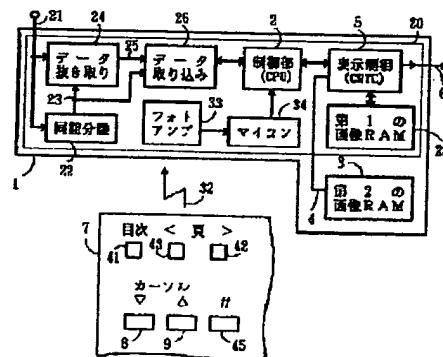 21
24
25
26
2
5
20
データ
抜き取り
データ
取り込み
制御部
(CPU)
表示制御
(CRTC)
6
23
33
34
同期分離
フォト
アンプ
マイコン
第1の
画像RAM
22
1
32
3
4
第2の
画像RAM
7
目次 < 頁 >
41
43
42
カーソル
▽ △ 〃
8
9
45